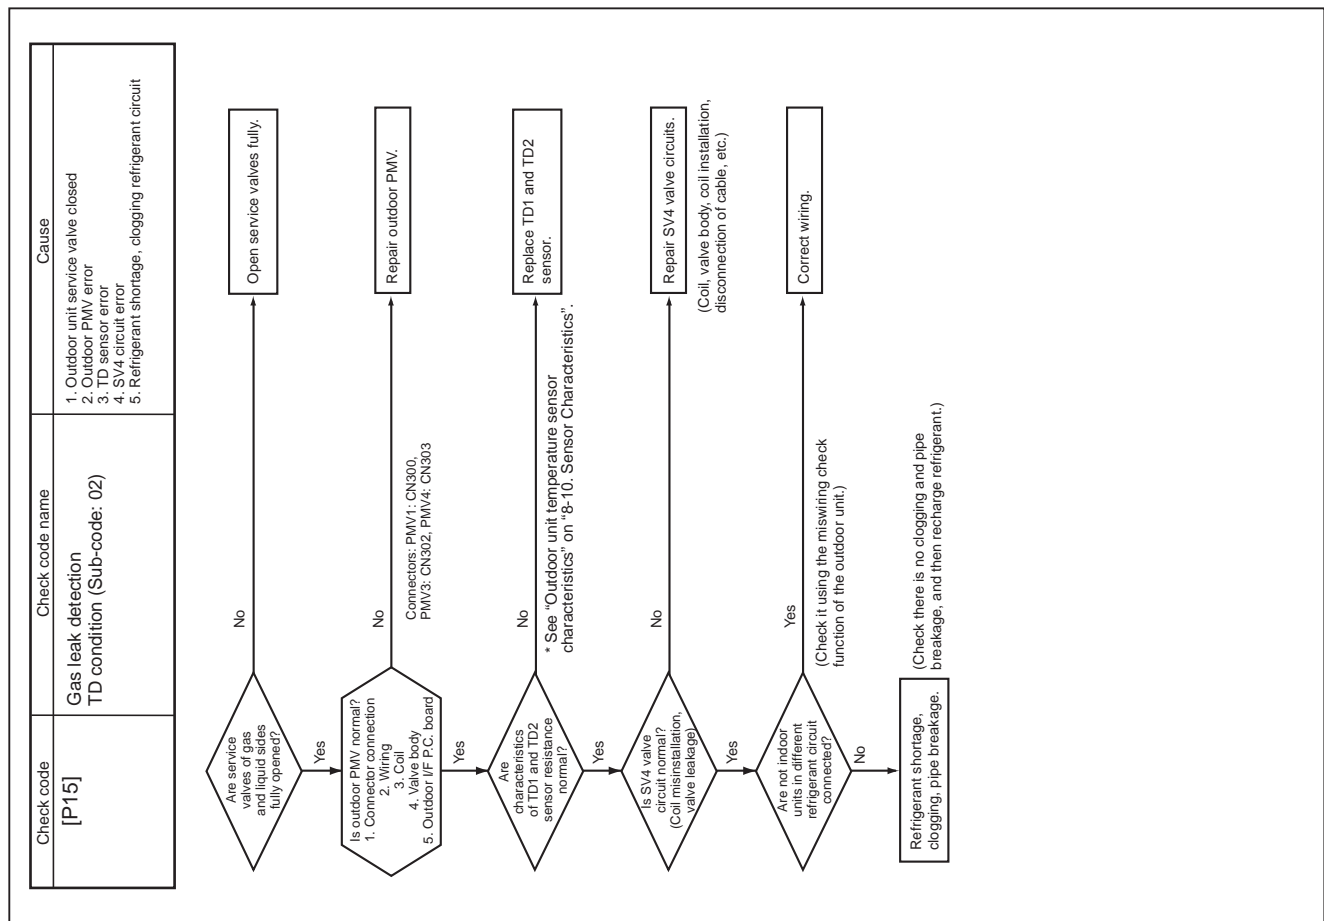 Check code
Check code name
Cause
[P15]
Gas leak detection
TD condition (Sub-code: 02)
1. Outdoor unit service valve closed
2. Outdoor PMV error
3. TD sensor error
4. SV4 circuit error
5. Refrigerant shortage, clogging refrigerant circuit
Are service
valves of gas
and liquid sides
fully opened?
No
Open service valves fully.
Yes
Is outdoor PMV normal?
1. Connector connection
2. Wiring
3. Coil
4. Valve body
5. Outdoor I/F P.C. board
No
Repair outdoor PMV.
Connectors: PMV1: CN300,
PMV3: CN302, PMV4: CN303
Yes
Are
characteristics
of TD1 and TD2
sensor resistance
normal?
No
Replace TD1 and TD2
sensor.
* See “Outdoor unit temperature sensor
characteristics” on “8-10. Sensor Characteristics”.
Yes
Is SV4 valve
circuit normal?
(Coil misinstallation,
valve leakage)
No
Repair SV4 valve circuits.
(Coil, valve body, coil installation,
disconnection of cable, etc.)
Yes
Are not indoor
units in different
refrigerant circuit
connected?
Yes
Correct wiring.
(Check it using the miswiring check
function of the outdoor unit.)
No
Refrigerant shortage,
clogging, pipe breakage.
(Check there is no clogging and pipe
breakage, and then recharge refrigerant.)